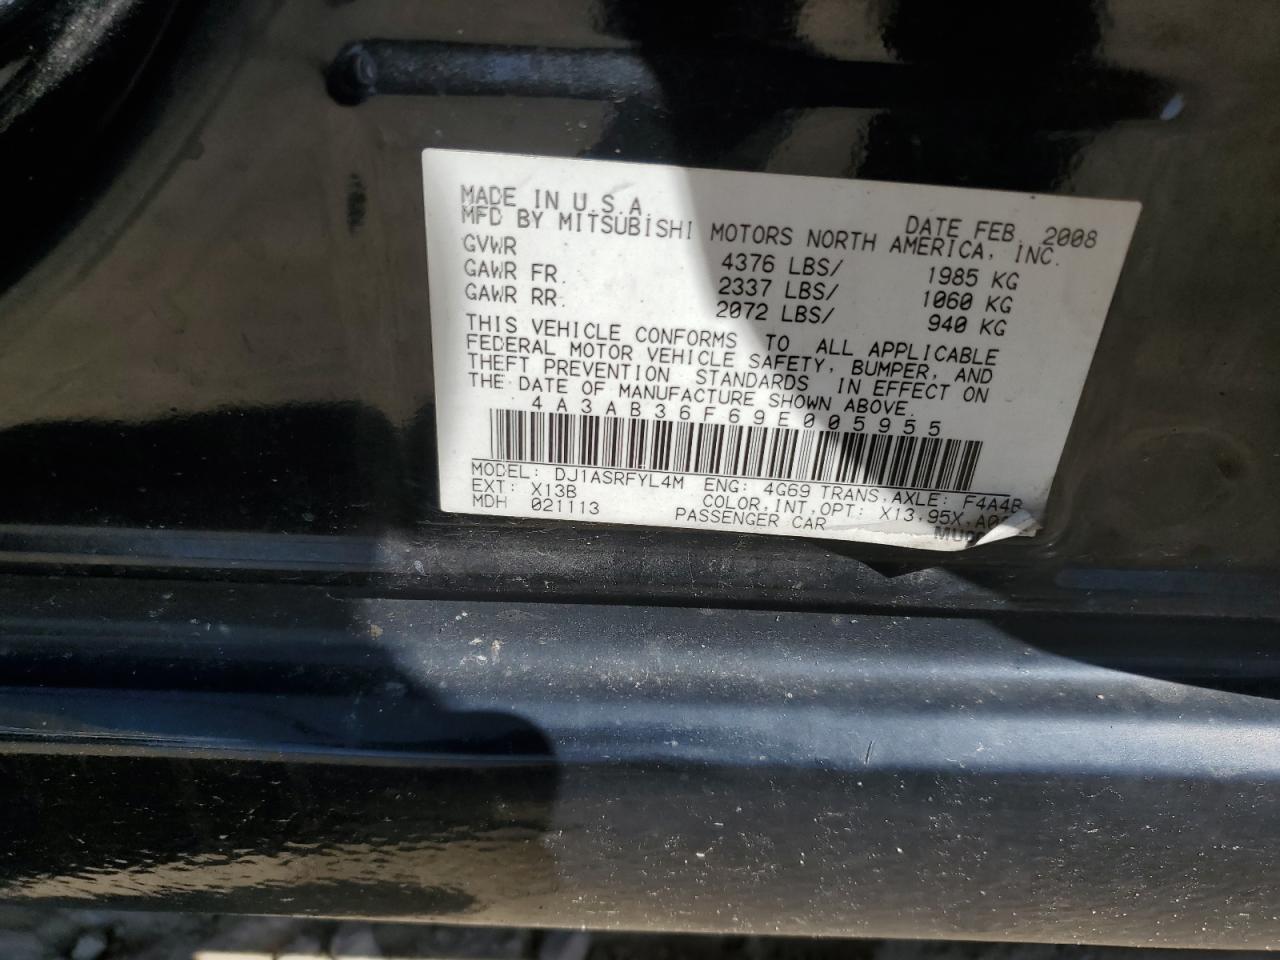 MADE IN U.S.A. DATE FEB. 2008
MFD BY MITSUBISHI MOTORS NORTH AMERICA, INC.
GVWR 4376 LBS/ 1985 KG
GAWR FR. 2337 LBS/ 1060 KG
GAWR RR. 2072 LBS/ 940 KG
THIS VEHICLE CONFORMS TO ALL APPLICABLE
FEDERAL MOTOR VEHICLE SAFETY, BUMPER, AND
THEFT PREVENTION STANDARDS IN EFFECT ON
THE DATE OF MANUFACTURE SHOWN ABOVE.
4A3AB36F69E005955
MODEL: DJ1ASRFYL4M ENG: 4G69 TRANS,AXLE: F4A4B
EXT: X13B COLOR,INT,OPT: X13,95X,
MDH 021113 PASSENGER CAR